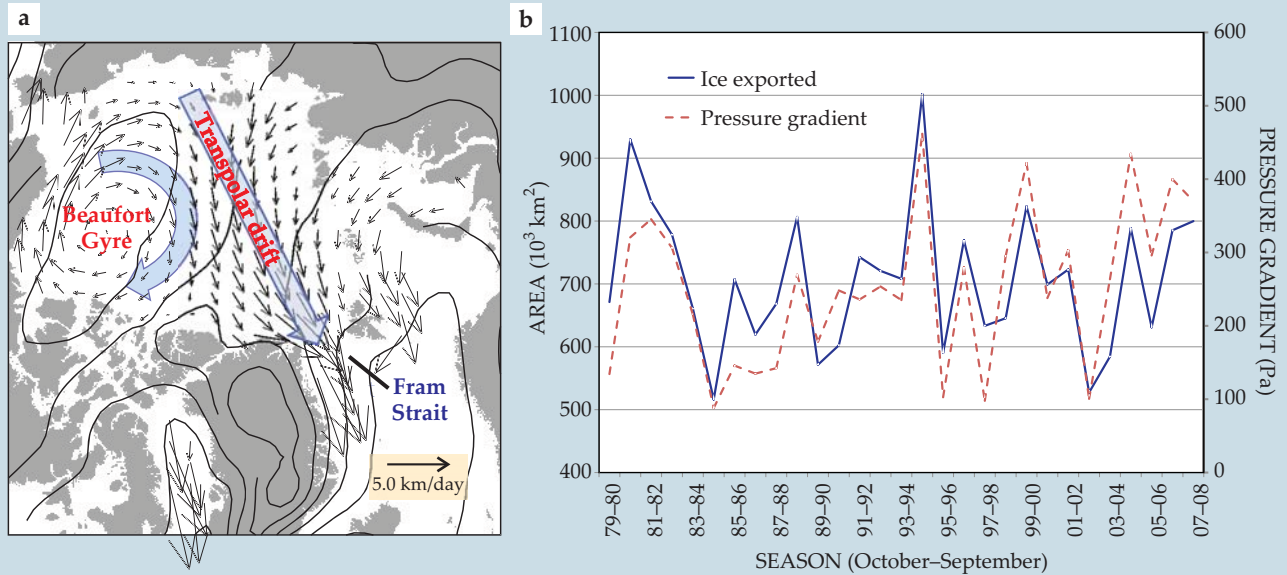 a
Transpolar drift
Beaufort
Gyre
Fram
Strait
5.0 km/day
b
1100
1000
900
800
700
600
500
400
AREA (10³ km²)
Ice exported
Pressure gradient
600
500
400
300
200
100
0
PRESSURE GRADIENT (Pa)
79–80
81–82
83–84
85–86
87–88
89–90
91–92
93–94
95–96
97–98
99–00
01–02
03–04
05–06
07–08
SEASON (October–September)